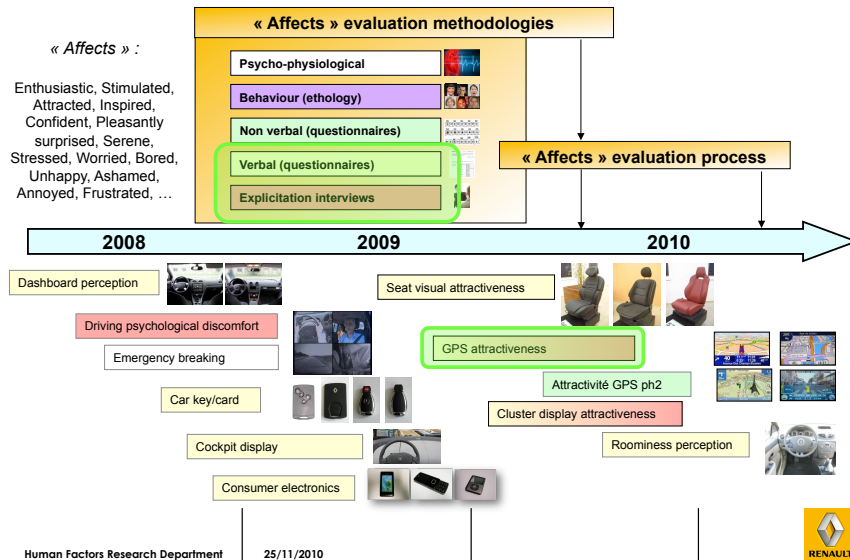 « Affects » evaluation methodologies
« Affects » :
Enthusiastic, Stimulated,
Attracted, Inspired,
Confident, Pleasantly
surprised, Serene,
Stressed, Worried, Bored,
Unhappy, Ashamed,
Annoyed, Frustrated, …
Psycho-physiological
Behaviour (ethology)
Non verbal (questionnaires)
Verbal (questionnaires)
Explicitation interviews
« Affects » evaluation process
2008
2009
2010
Dashboard perception
Seat visual attractiveness
Driving psychological discomfort
Emergency breaking
GPS attractiveness
Attractivité GPS ph2
Car key/card
Cluster display attractiveness
Cockpit display
Roominess perception
Consumer electronics
Human Factors Research Department
25/11/2010
RENAULT